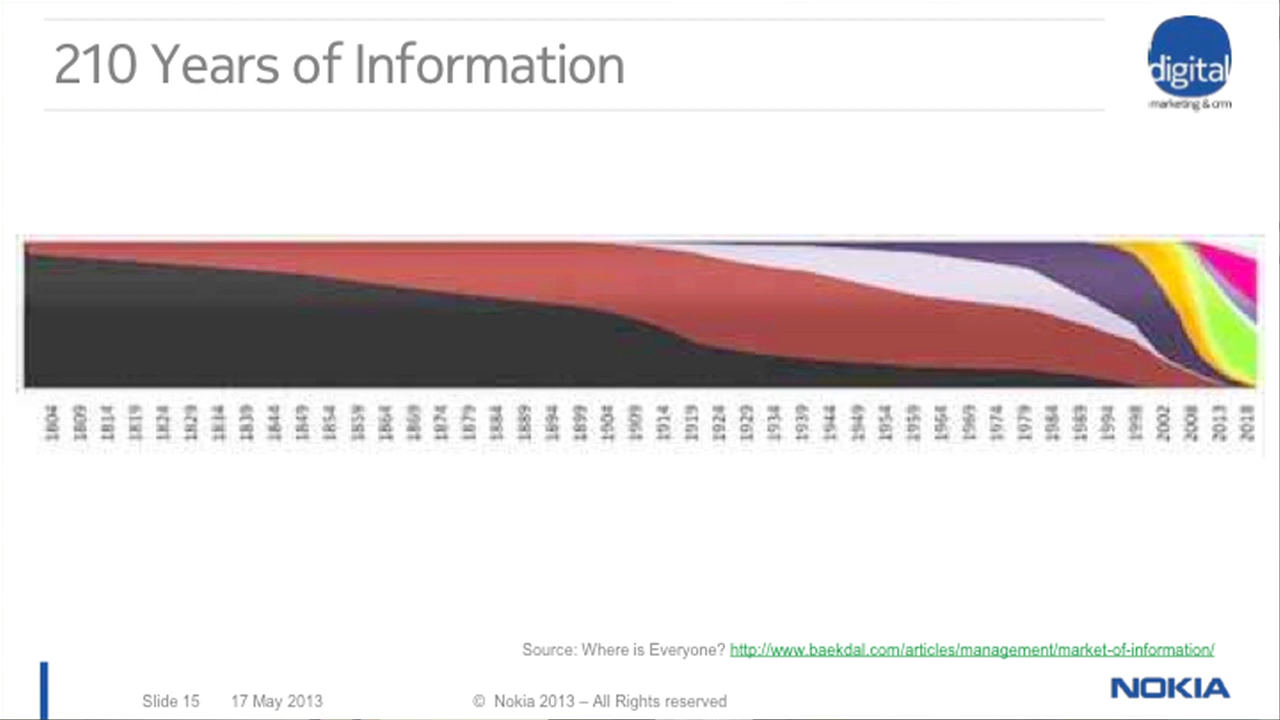 210 Years of Information
digital
marketing & crm
1804 1809 1814 1819 1824 1829 1834 1839 1844 1849 1854 1859 1864 1869 1874 1879 1884 1889 1894 1899 1904 1909 1914 1919 1924 1929 1934 1939 1944 1949 1954 1959 1964 1969 1974 1979 1984 1989 1994 1998 2002 2008 2013 2018
Source: Where is Everyone? http://www.baekdal.com/articles/management/market-of-information/
Slide 15 17 May 2013 © Nokia 2013 – All Rights reserved
NOKIA